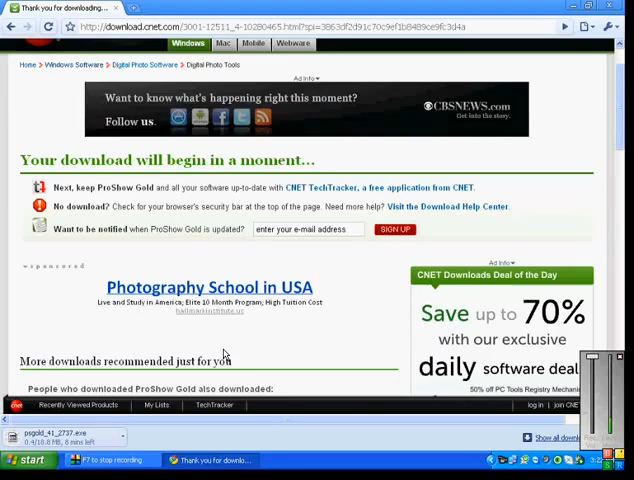 Thank you for downloading...
http://download.cnet.com/3001-12511_4-10280465.html?spi=3863df2d91c70c9ef1b8489ce9fc3d4a
Windows Mac Mobile Webware
Home Windows Software Digital Photo Software Digital Photo Tools
Ad Info
Want to know what's happening right this moment?
CBSNEWS.com
Get into the story.
Follow us.
Your download will begin in a moment...
Next, keep ProShow Gold and all your software up-to-date with CNET TechTracker, a free application from CNET.
No download? Check for your browser's security bar at the top of the page. Need more help? Visit the Download Help Center.
Want to be notified when ProShow Gold is updated? enter your e-mail address SIGN UP
sponsored
Photography School in USA
Live and Study in America; Elite 10 Month Program; High Tuition Cost
hallmarkinstitute.us
Ad Info
CNET Downloads Deal of the Day
Save up to 70%
with our exclusive
daily software deal
50% off PC Tools Registry Mechani
More downloads recommended just for you
People who downloaded ProShow Gold also downloaded:
cnet Recently Viewed Products My Lists TechTracker log in join CNE
psgold_41_2737.exe
0.4/18.8 MB, 8 mins left
Show all downl
start F7 to stop recording Thank you for downlo...